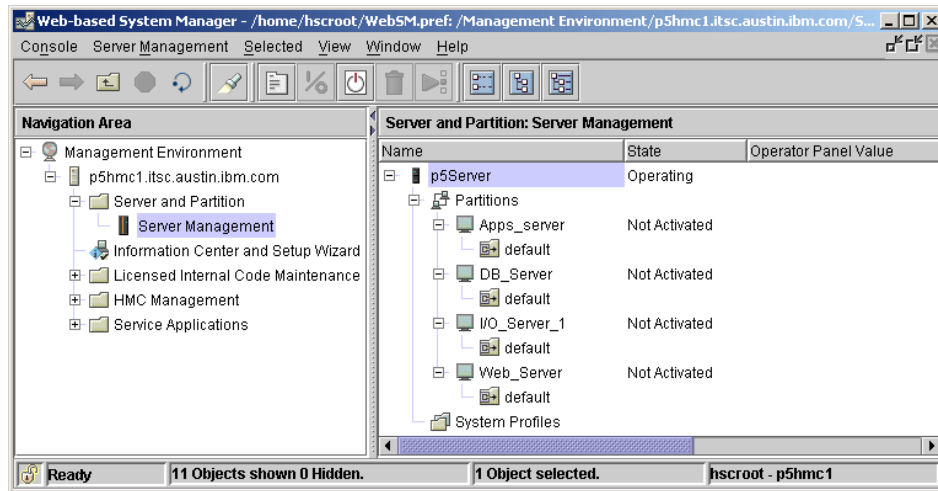 Web-based System Manager - /home/hscroot/WebSM.pref: /Management Environment/p5hmc1.itsc.austin.ibm.com/S...
Console Server Management Selected View Window Help
Navigation Area
Management Environment
p5hmc1.itsc.austin.ibm.com
Server and Partition
Server Management
Information Center and Setup Wizard
Licensed Internal Code Maintenance
HMC Management
Service Applications
Server and Partition: Server Management
Name State Operator Panel Value
p5Server Operating
Partitions
Apps_server Not Activated
default
DB_Server Not Activated
default
I/O_Server_1 Not Activated
default
Web_Server Not Activated
default
System Profiles
Ready 11 Objects shown 0 Hidden. 1 Object selected. hscroot - p5hmc1